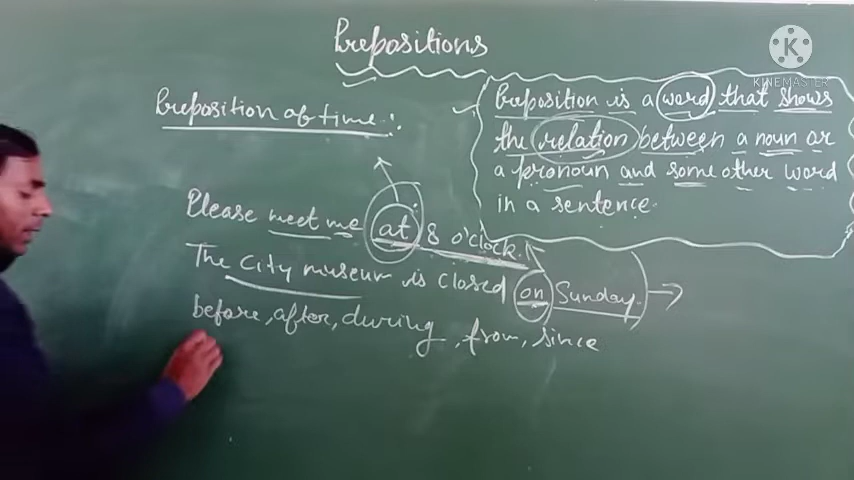 Prepositions
Preposition of time :.
Preposition is a word that shows
the relation between a noun or
a pronoun and some other word
in a sentence.
Please meet me at 8 o'clock.
The City museum is closed on Sunday.
before, after, during, from, since
K
KINEMASTER